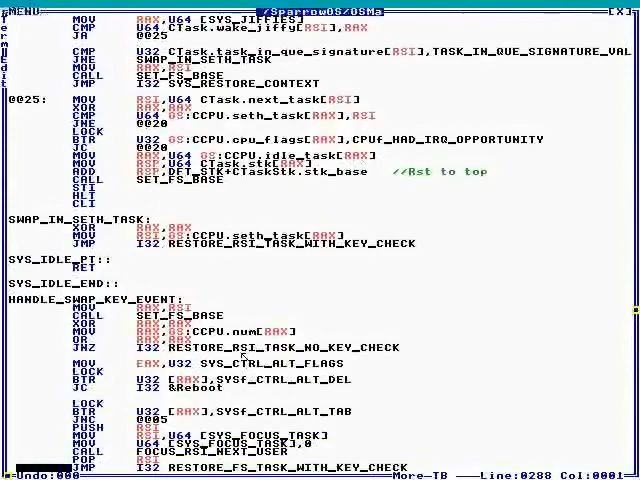 MENU /SparrowOS/OSMa [X]
MOV RAX,U64 [SYS_JIFFIES]
CMP U64 CTask.wake_jiffy[RSI],RAX
JA @@25
CMP U32 CTask.task_in_que_signature[RSI],TASK_IN_QUE_SIGNATURE_VAL
JNE SWAP_IN_SETH_TASK
MOV RAX,RSI
CALL SET_FS_BASE
JMP I32 SYS_RESTORE_CONTEXT
@@25: MOV RSI,U64 CTask.next_task[RSI]
XOR RAX,RAX
CMP U64 GS:CCPU.seth_task[RAX],RSI
JNE @@20
LOCK
BTR U32 GS:CCPU.cpu_flags[RAX],CPUf_HAD_IRQ_OPPORTUNITY
JC @@20
MOV RAX,U64 GS:CCPU.idle_task[RAX]
MOV RSP,U64 CTask.stk[RAX]
ADD RSP,DFT_STK+CTaskStk.stk_base //Rst to top
CALL SET_FS_BASE
STI
HLT
CLI
SWAP_IN_SETH_TASK:
XOR RAX,RAX
MOV RSI,GS:CCPU.seth_task[RAX]
JMP I32 RESTORE_RSI_TASK_WITH_KEY_CHECK
SYS_IDLE_PT::
RET
SYS_IDLE_END::
HANDLE_SWAP_KEY_EVENT:
MOV RAX,RSI
CALL SET_FS_BASE
XOR RAX,RAX
MOV RAX,GS:CCPU.num[RAX]
OR RAX,RAX
JNZ I32 RESTORE_RSI_TASK_NO_KEY_CHECK
MOV EAX,U32 SYS_CTRL_ALT_FLAGS
LOCK
BTR U32 [RAX],SYSf_CTRL_ALT_DEL
JC I32 &Reboot
LOCK
BTR U32 [RAX],SYSf_CTRL_ALT_TAB
JNC @@05
PUSH RSI
MOV RSI,U64 [SYS_FOCUS_TASK]
MOV U64 [SYS_FOCUS_TASK],0
CALL FOCUS_RSI_NEXT_USER
POP RSI
JMP I32 RESTORE_FS_TASK_WITH_KEY_CHECK
Undo:000 More-TB Line:0288 Col:0001